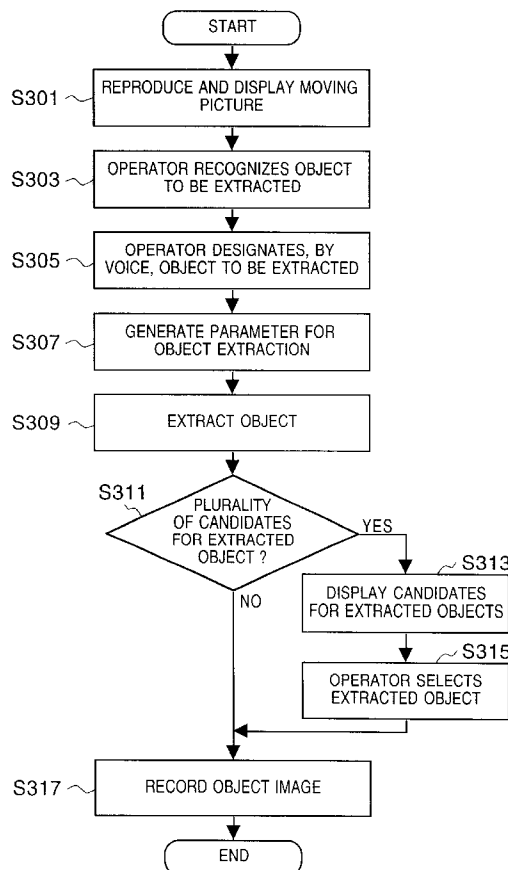 START
S301
REPRODUCE AND DISPLAY MOVING
PICTURE
S303
OPERATOR RECOGNIZES OBJECT
TO BE EXTRACTED
S305
OPERATOR DESIGNATES, BY
VOICE, OBJECT TO BE EXTRACTED
S307
GENERATE PARAMETER FOR
OBJECT EXTRACTION
S309
EXTRACT OBJECT
S311
PLURALITY
OF CANDIDATES
FOR EXTRACTED
OBJECT ?
YES
NO
S313
DISPLAY CANDIDATES
FOR EXTRACTED OBJECTS
S315
OPERATOR SELECTS
EXTRACTED OBJECT
S317
RECORD OBJECT IMAGE
END